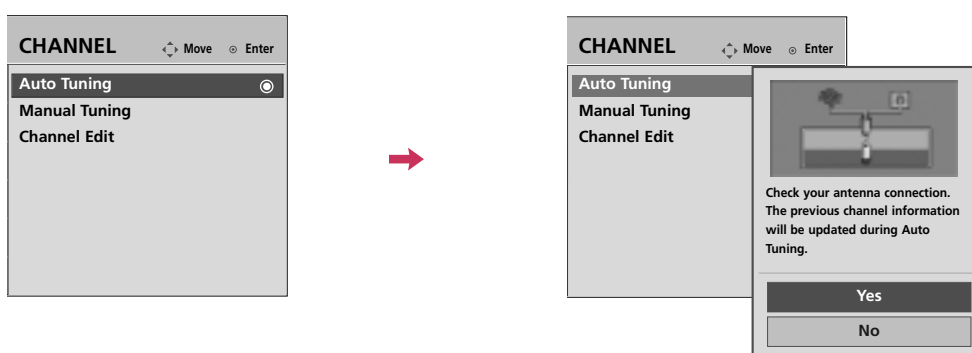 CHANNEL Move Enter
Auto Tuning
Manual Tuning
Channel Edit
CHANNEL Move Enter
Auto Tuning
Manual Tuning
Channel Edit
Check your antenna connection.
The previous channel information
will be updated during Auto
Tuning.
Yes
No